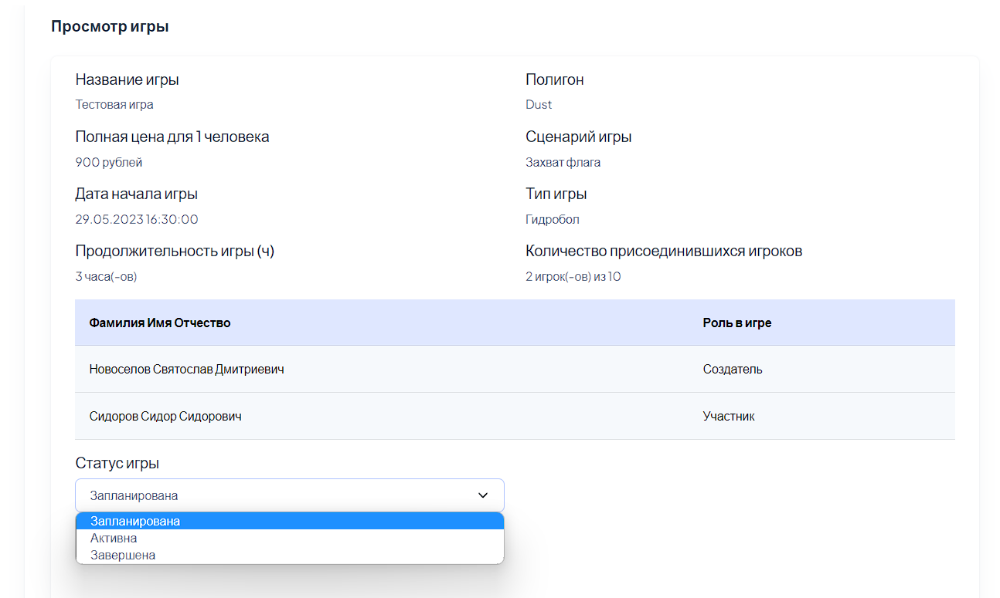 Просмотр игры
Название игры
Тестовая игра
Полигон
Dust
Полная цена для 1 человека
900 рублей
Сценарий игры
Захват флага
Дата начала игры
29.05.2023 16:30:00
Тип игры
Гидробол
Продолжительность игры (ч)
3 часа(-ов)
Количество присоединившихся игроков
2 игрок(-ов) из 10
Фамилия Имя Отчество Роль в игре
Новоселов Святослав Дмитриевич Создатель
Сидоров Сидор Сидорович Участник
Статус игры
Запланирована
Запланирована
Активна
Завершена